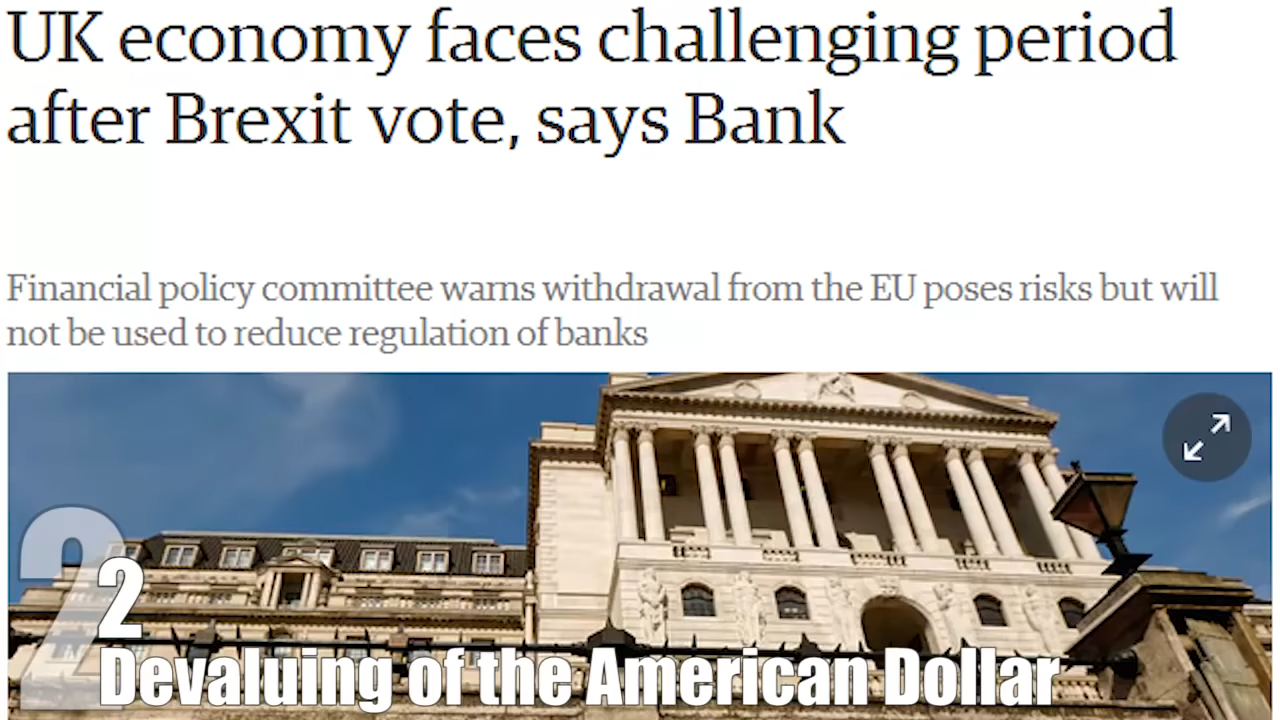 UK economy faces challenging period
after Brexit vote, says Bank
Financial policy committee warns withdrawal from the EU poses risks but will
not be used to reduce regulation of banks
2
2
Devaluing of the American Dollar